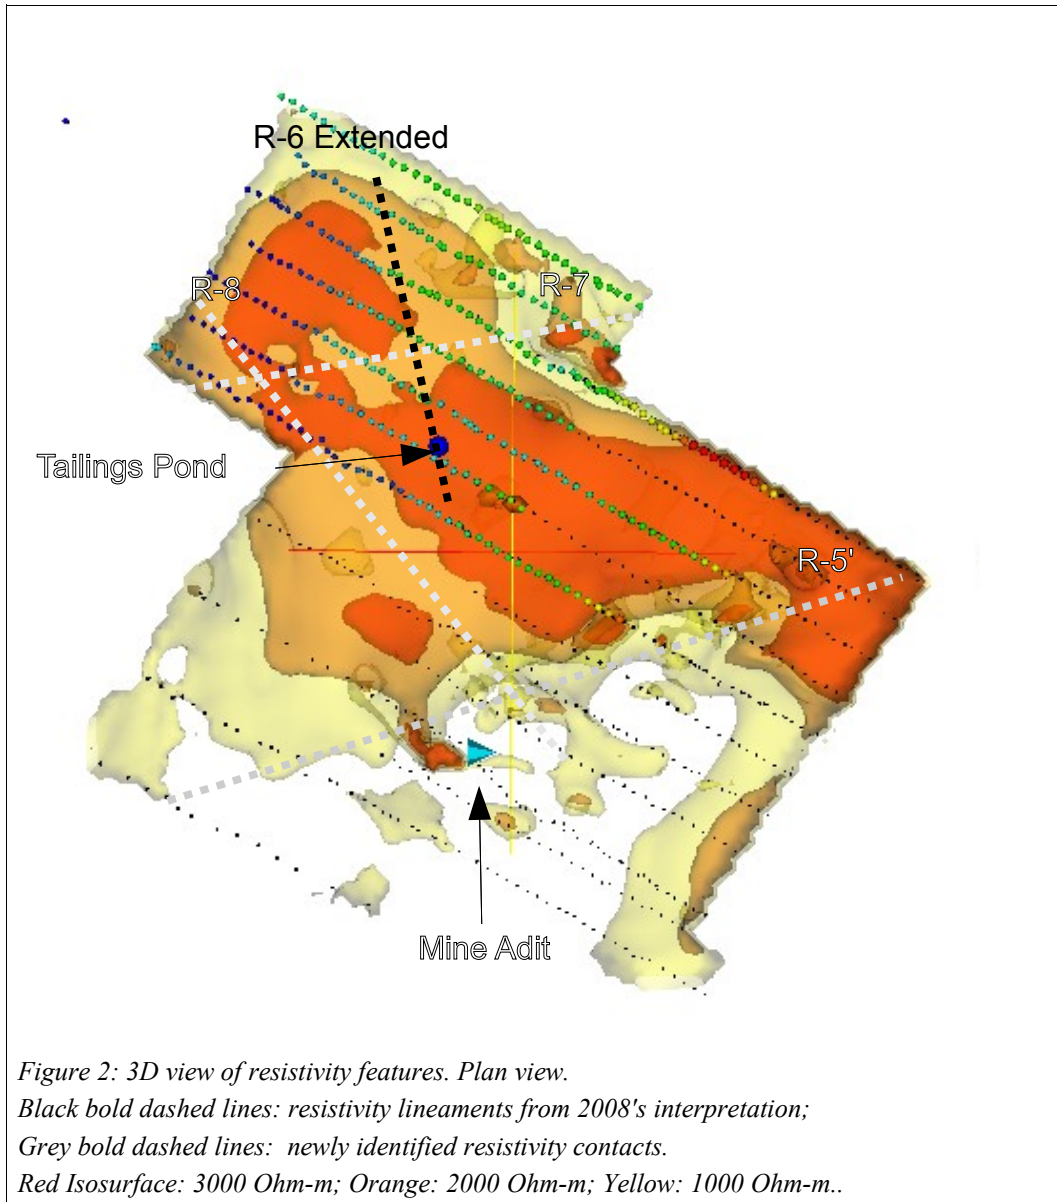 R-6 Extended
R-7
R-8
Tailings Pond
R-5'
Mine Adit
Figure 2: 3D view of resistivity features. Plan view.
Black bold dashed lines: resistivity lineaments from 2008's interpretation;
Grey bold dashed lines:  newly identified resistivity contacts.
Red Isosurface: 3000 Ohm-m; Orange: 2000 Ohm-m; Yellow: 1000 Ohm-m..